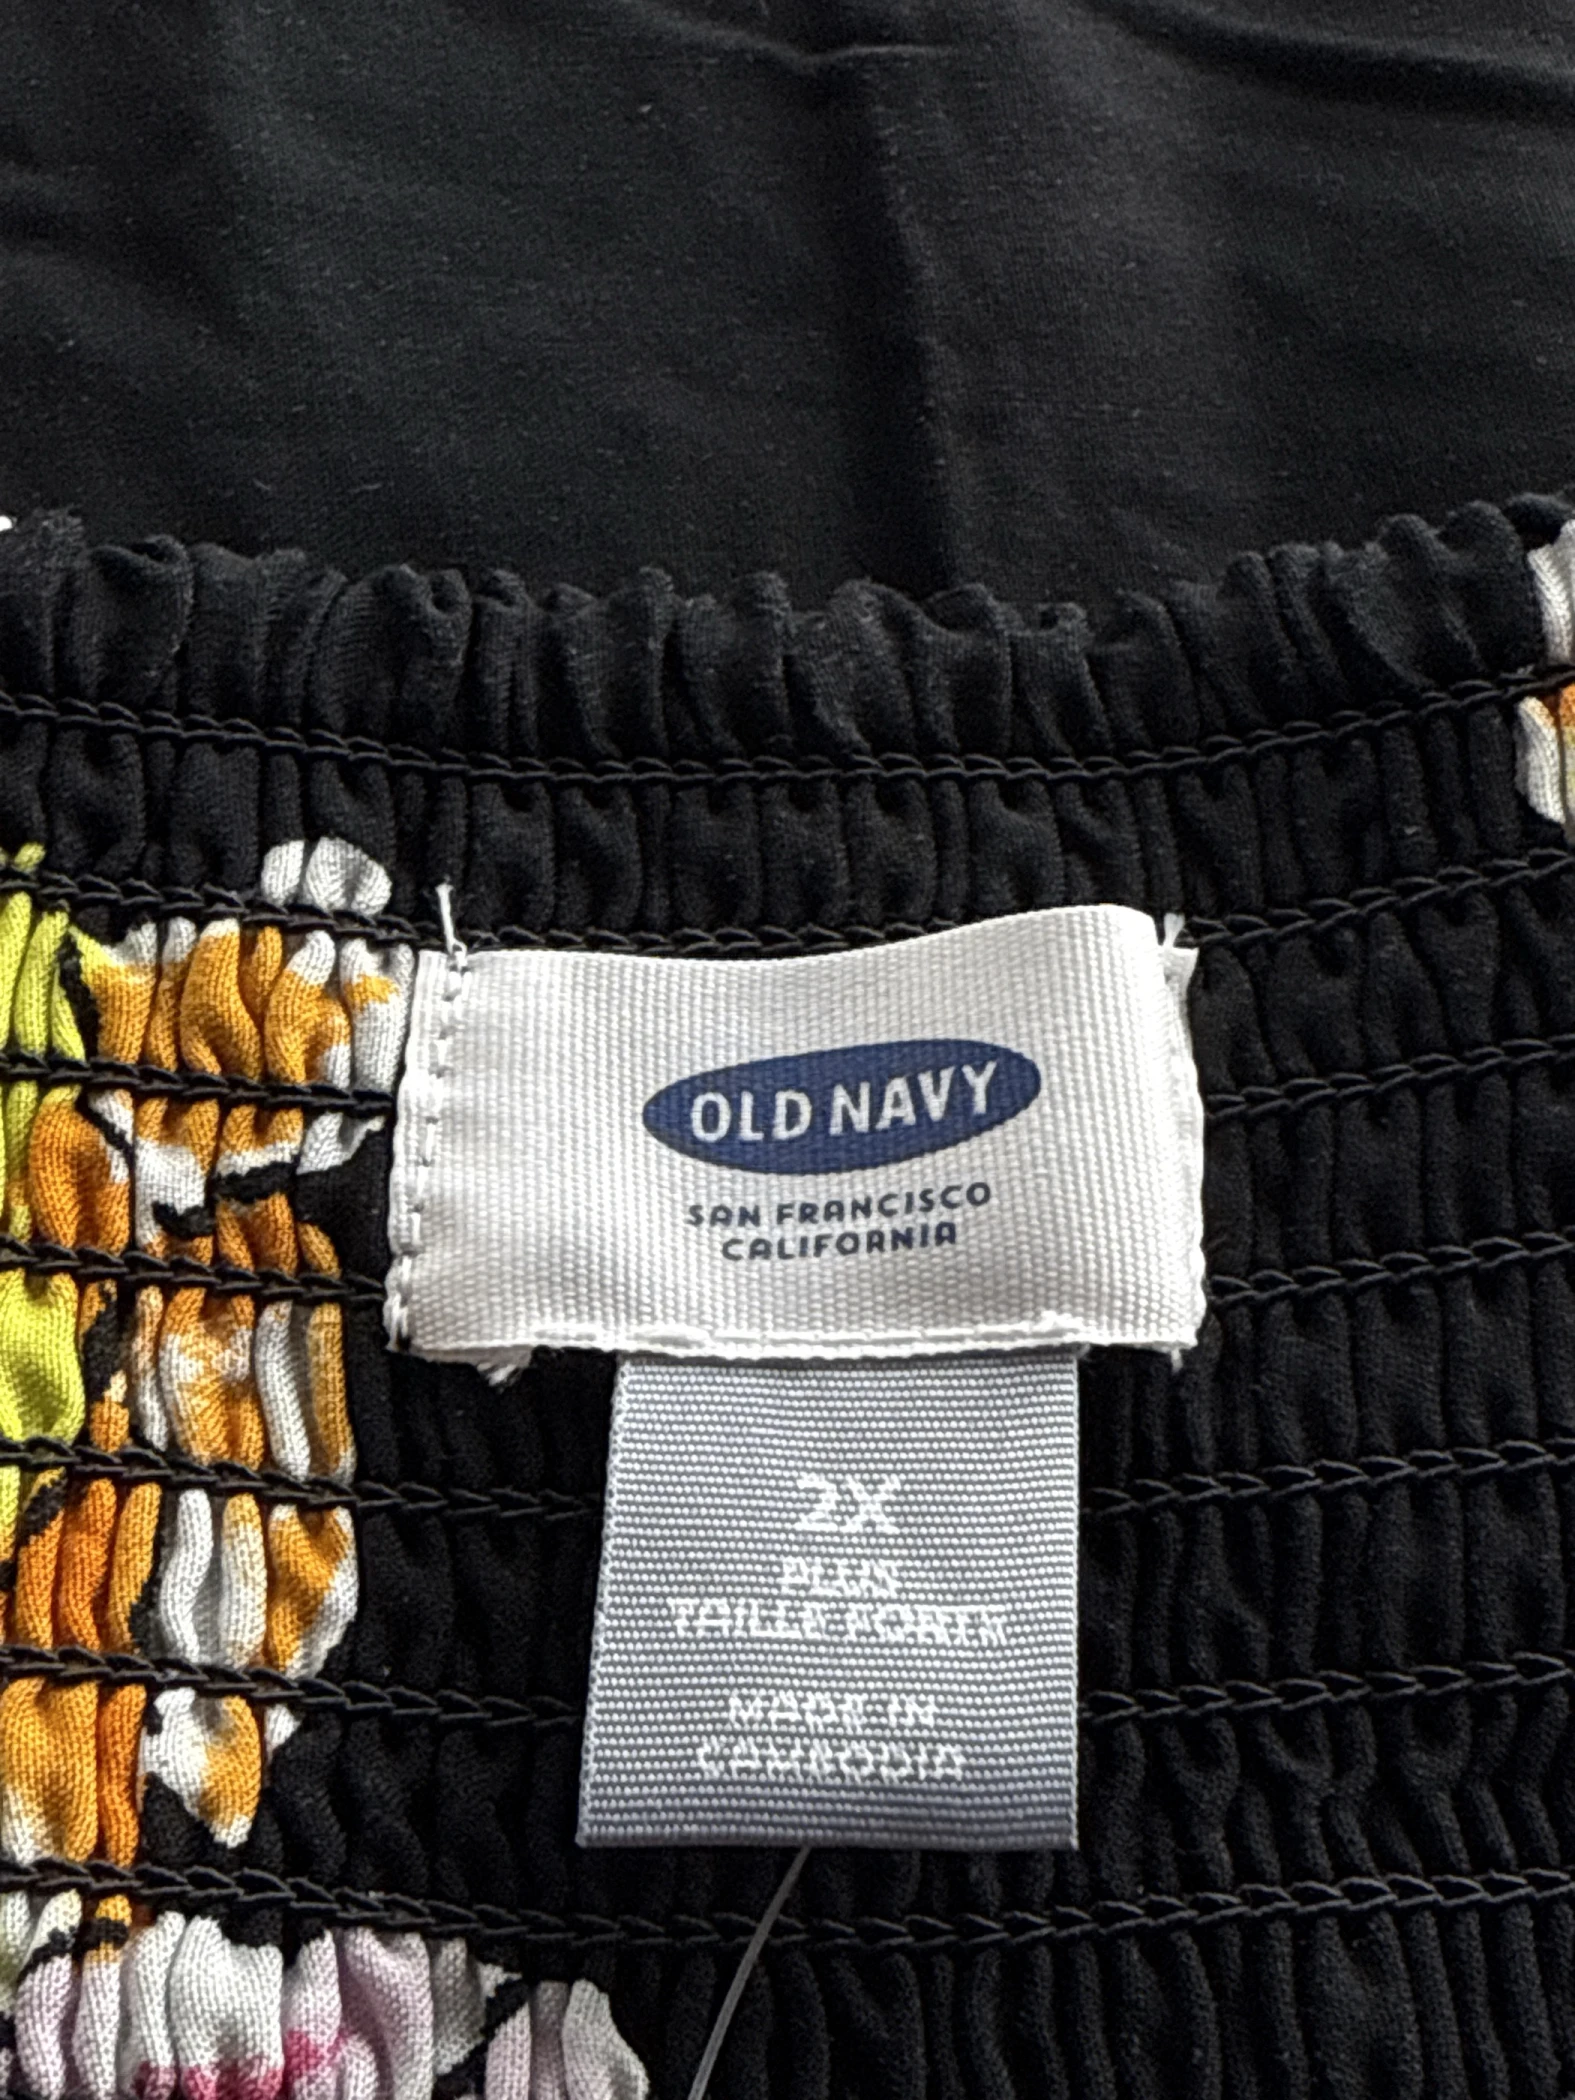 OLD NAVY
SAN FRANCISCO
CALIFORNIA
2X
PLUS
TAILLE FORTE
MADE IN
CAMBODIA